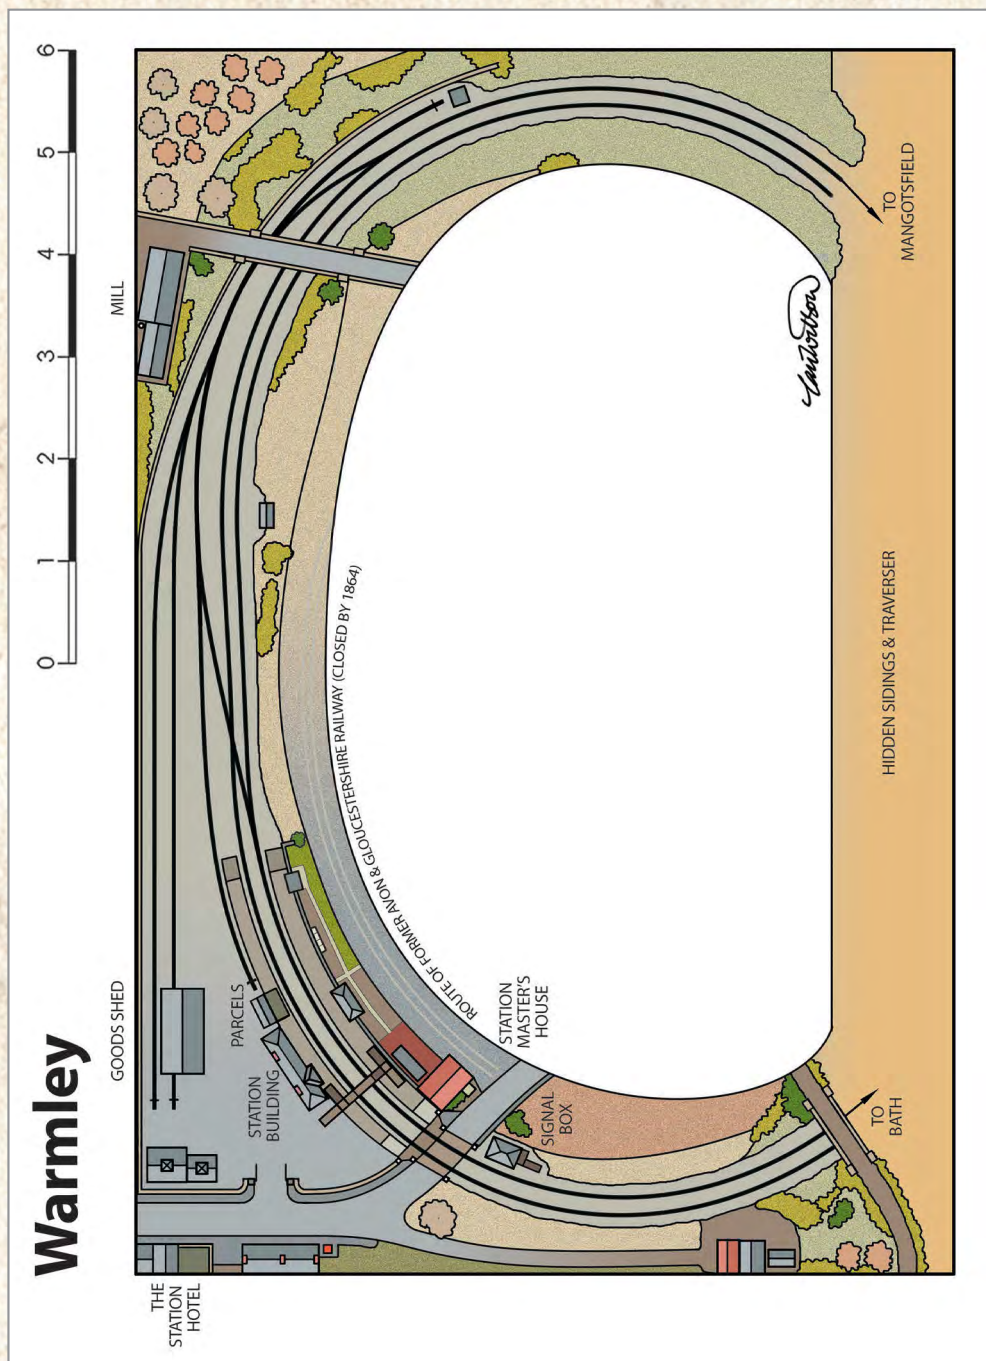 Warmley
0 1 2 3 4 5 6
GOODS SHED
MILL
THE
STATION
HOTEL
PARCELS
STATION
BUILDING
ROUTE OF FORMER AVON & GLOUCESTERSHIRE RAILWAY (CLOSED BY 1864)
STATION
MASTER'S
HOUSE
SIGNAL
BOX
TO
BATH
HIDDEN SIDINGS & TRAVERSER
TO
MANGOTSFIELD